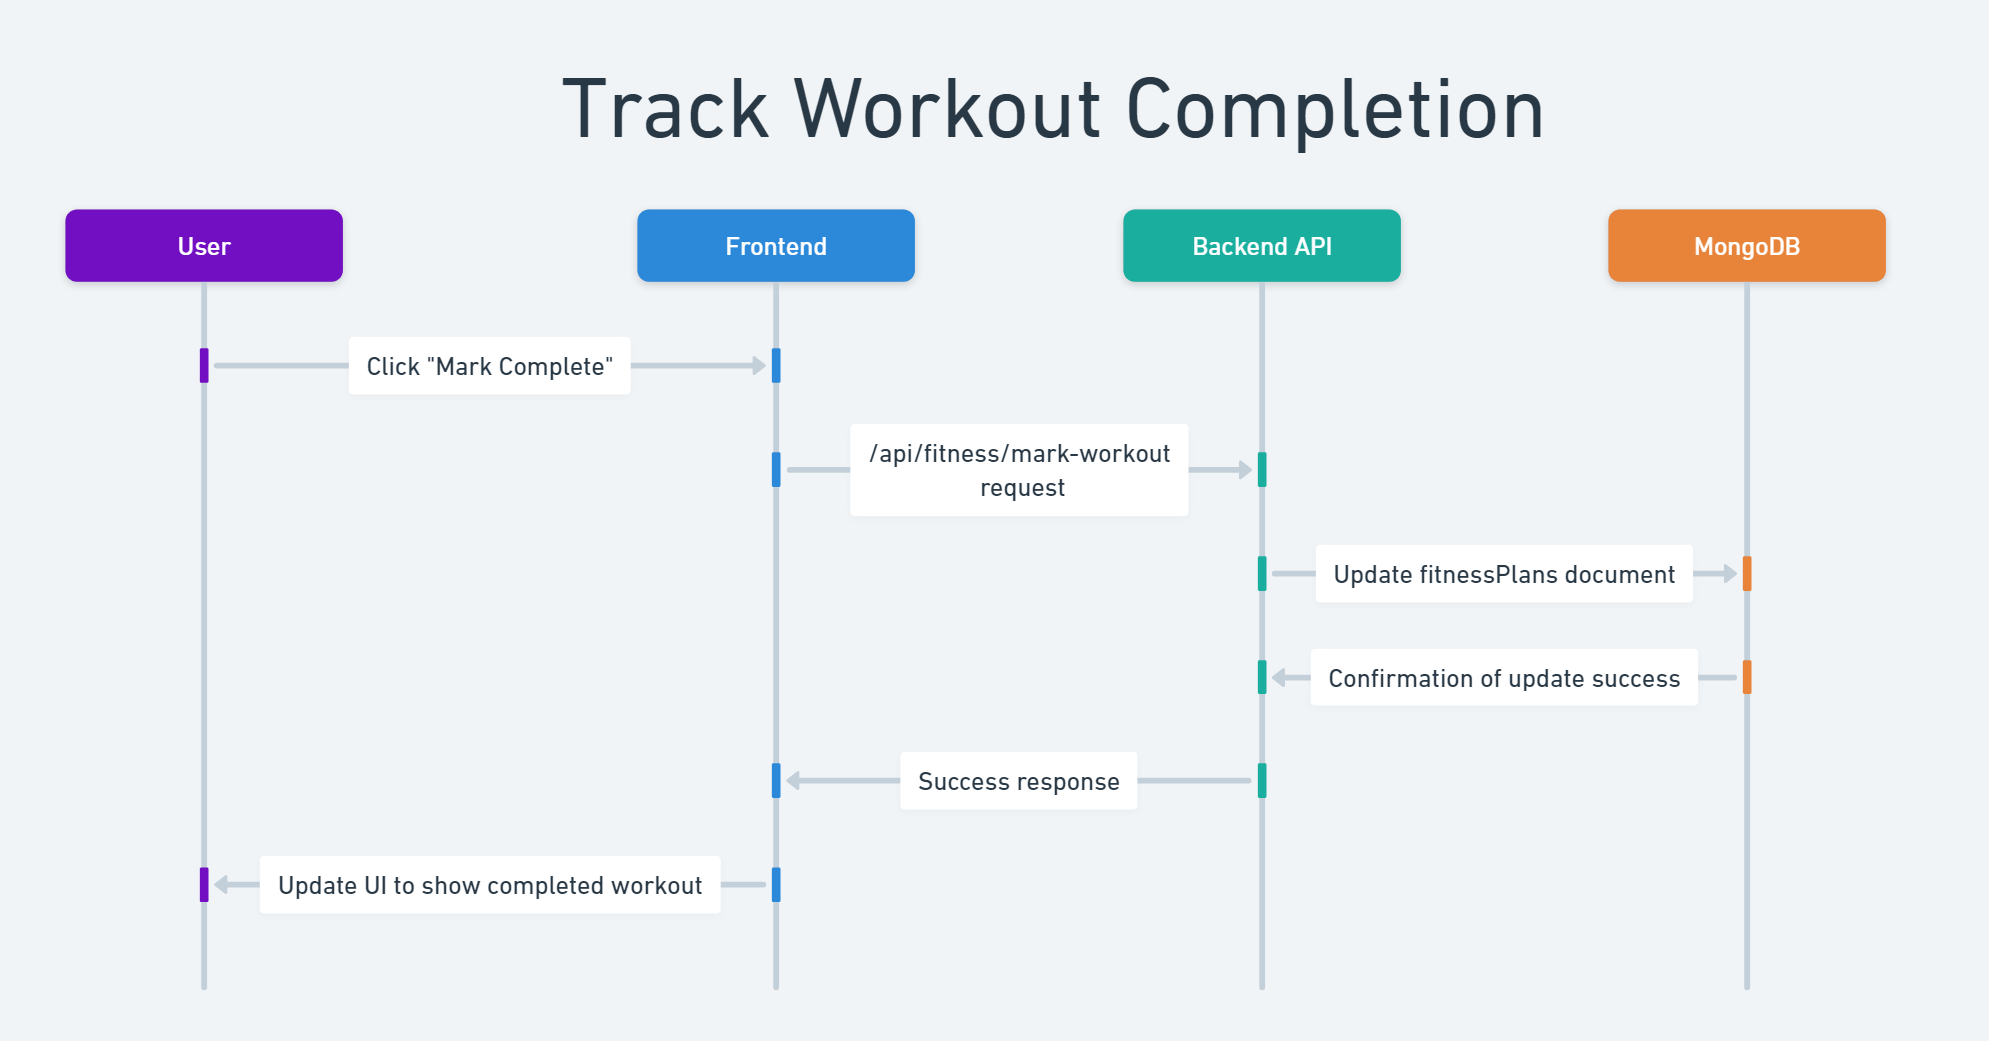 Track Workout Completion
User
Frontend
Backend API
MongoDB
Click "Mark Complete"
/api/fitness/mark-workout
request
Update fitnessPlans document
Confirmation of update success
Success response
Update UI to show completed workout